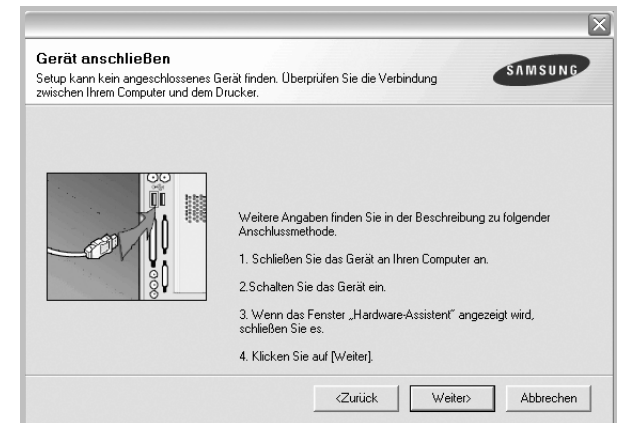 Gerät anschließen
Setup kann kein angeschlossenes Gerät finden. Überprüfen Sie die Verbindung
zwischen Ihrem Computer und dem Drucker.
SAMSUNG
Weitere Angaben finden Sie in der Beschreibung zu folgender
Anschlussmethode.
1. Schließen Sie das Gerät an Ihren Computer an.
2.Schalten Sie das Gerät ein.
3. Wenn das Fenster „Hardware-Assistent" angezeigt wird,
schließen Sie es.
4. Klicken Sie auf [Weiter].
<Zurück
Weiter>
Abbrechen